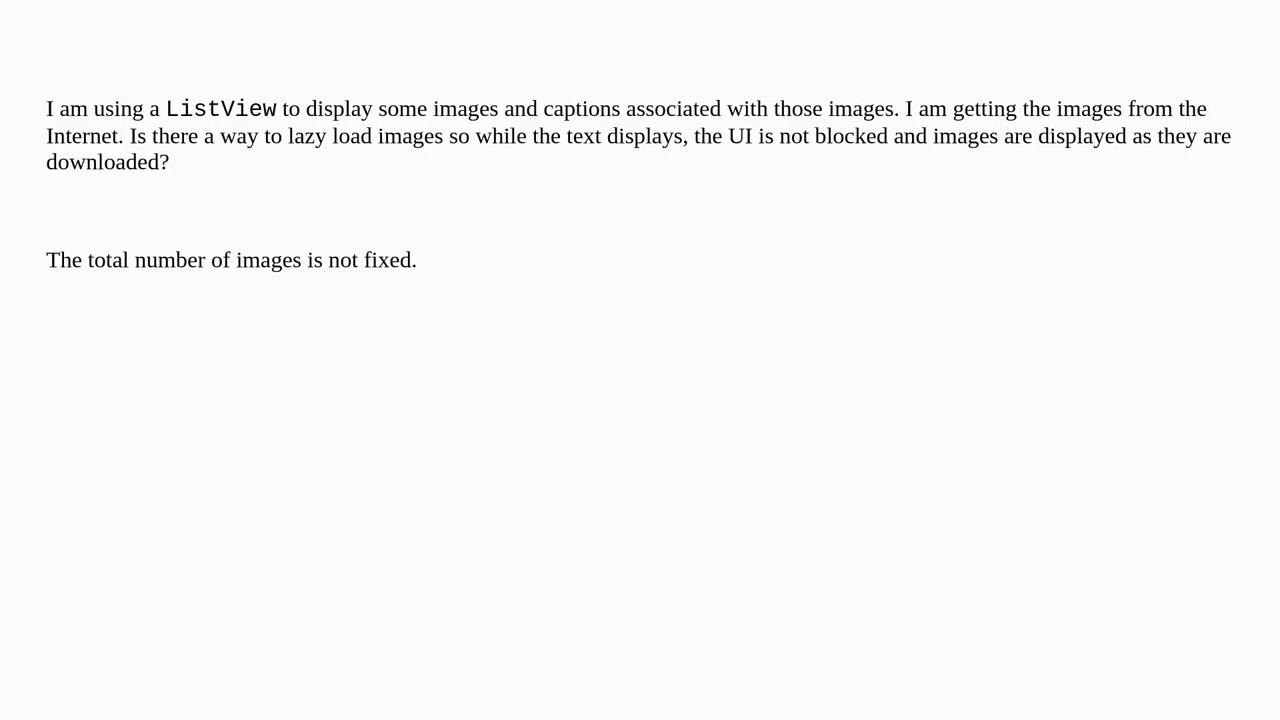 I am using a ListView to display some images and captions associated with those images. I am getting the images from the
Internet. Is there a way to lazy load images so while the text displays, the UI is not blocked and images are displayed as they are
downloaded?
The total number of images is not fixed.